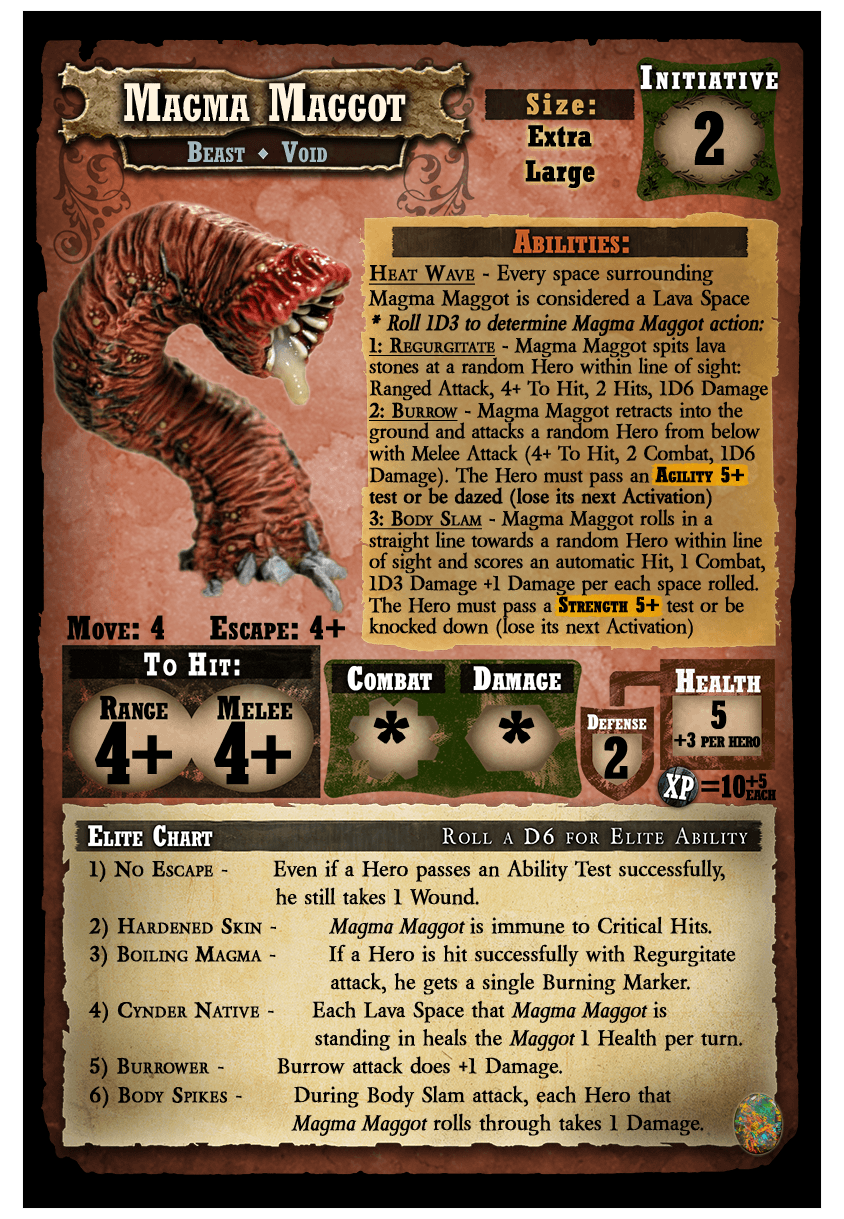 Magma Maggot
Beast ⬥ Void
Size:
Extra
Large
Initiative
2
Abilities:
Heat Wave - Every space surrounding
Magma Maggot is considered a Lava Space
* Roll 1D3 to determine Magma Maggot action:
1: Regurgitate - Magma Maggot spits lava
stones at a random Hero within line of sight:
Ranged Attack, 4+ To Hit, 2 Hits, 1D6 Damage
2: Burrow - Magma Maggot retracts into the
ground and attacks a random Hero from below
with Melee Attack (4+ To Hit, 2 Combat, 1D6
Damage). The Hero must pass an Agility 5+
test or be dazed (lose its next Activation)
3: Body Slam - Magma Maggot rolls in a
straight line towards a random Hero within line
of sight and scores an automatic Hit, 1 Combat,
1D3 Damage +1 Damage per each space rolled.
The Hero must pass a Strength 5+ test or be
knocked down (lose its next Activation)
Move: 4 Escape: 4+
To Hit:
Range Melee
4+ 4+
Combat Damage
* *
Defense
2
Health
5
+3 per Hero
XP =10 +5 each
Elite Chart Roll a D6 for Elite Ability
1) No Escape - Even if a Hero passes an Ability Test successfully,
he still takes 1 Wound.
2) Hardened Skin - Magma Maggot is immune to Critical Hits.
3) Boiling Magma - If a Hero is hit successfully with Regurgitate
attack, he gets a single Burning Marker.
4) Cynder Native - Each Lava Space that Magma Maggot is
standing in heals the Maggot 1 Health per turn.
5) Burrower - Burrow attack does +1 Damage.
6) Body Spikes - During Body Slam attack, each Hero that
Magma Maggot rolls through takes 1 Damage.